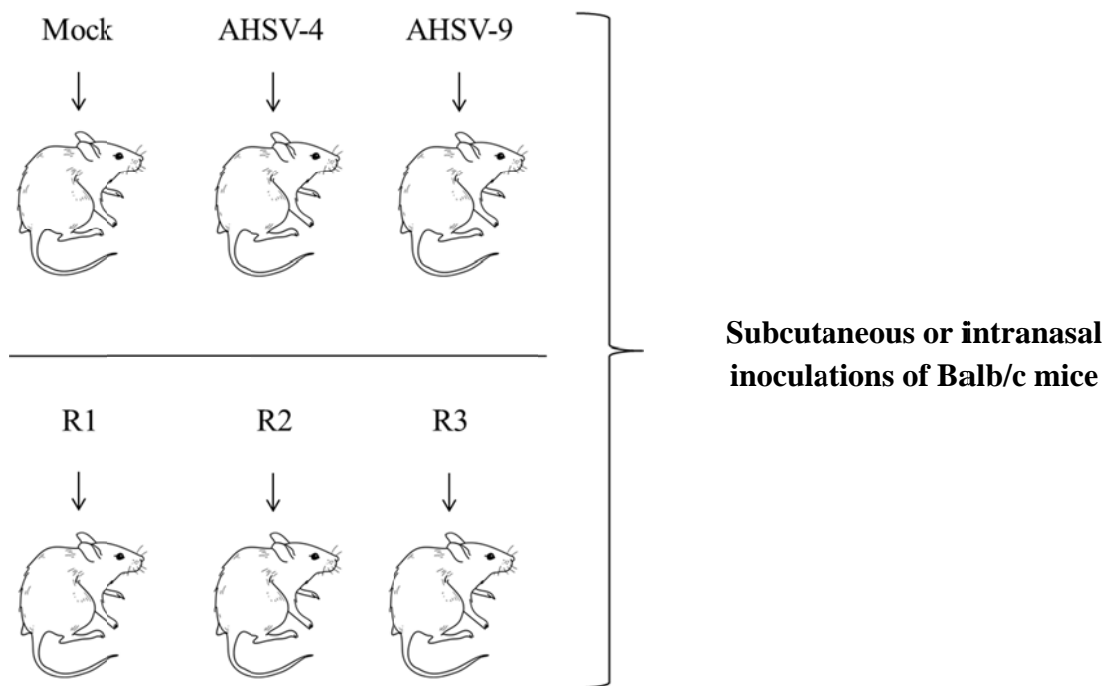 Mock AHSV-4 AHSV-9
Subcutaneous or intranasal
inoculations of Balb/c mice
R1 R2 R3